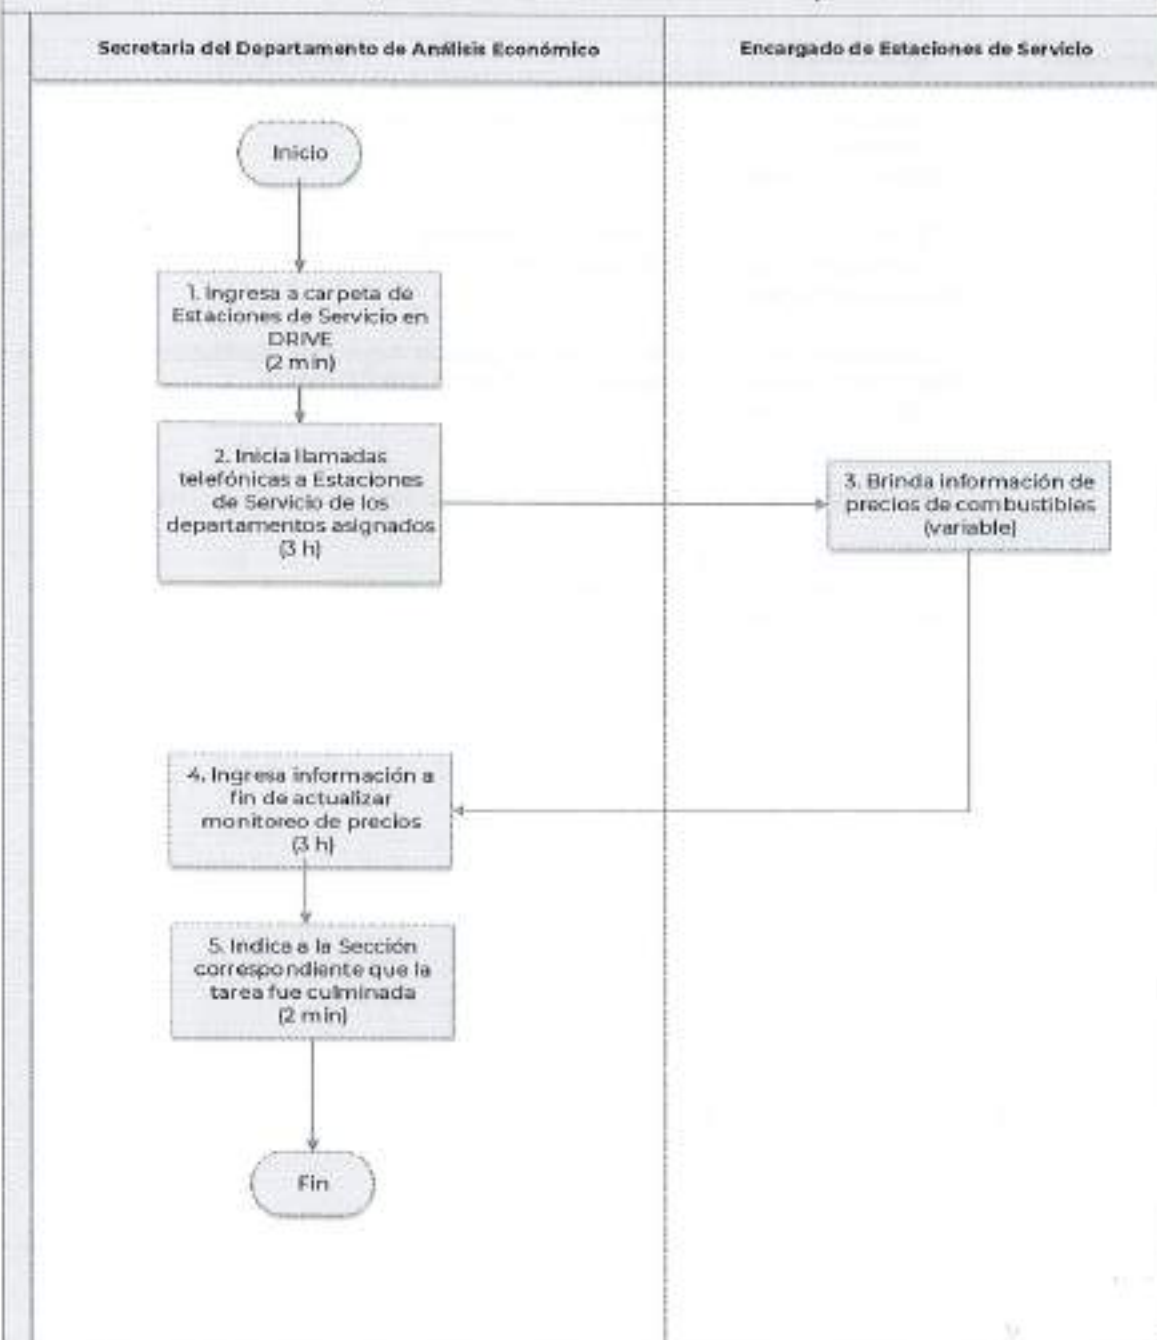 Secretaria del Departamento de Análisis Económico
Encargado de Estaciones de Servicio
Inicio
1. Ingresa a carpeta de
Estaciones de Servicio en
DRIVE
(2 min)
2. Inicia llamadas
telefónicas a Estaciones
de Servicio de los
departamentos asignados
(3 h)
3. Brinda información de
precios de combustibles
(variable)
4. Ingresa información a
fin de actualizar
monitoreo de precios
(3 h)
5. Indica a la Sección
correspondiente que la
tarea fue culminada
(2 min)
Fin